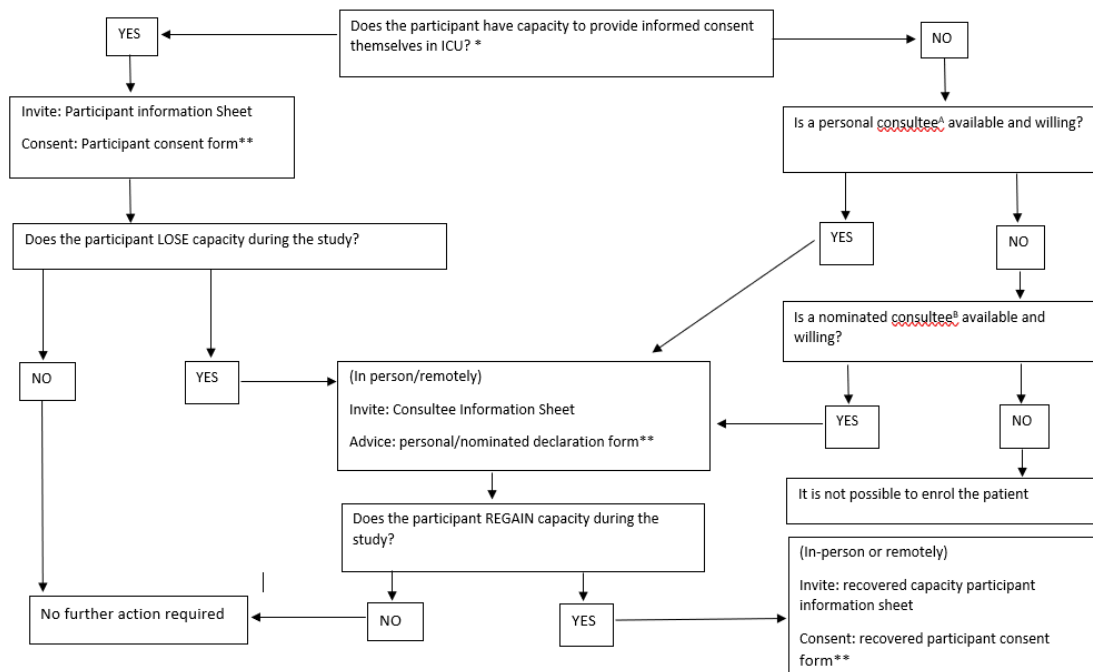 Does the participant have capacity to provide informed consent
themselves in ICU? *
YES
NO
Invite: Participant information Sheet
Consent: Participant consent form**
Is a personal consulteeᴬ available and willing?
Does the participant LOSE capacity during the study?
YES
NO
Is a nominated consulteeᴮ available and
willing?
NO
YES
(In person/remotely)
Invite: Consultee Information Sheet
Advice: personal/nominated declaration form**
YES
NO
It is not possible to enrol the patient
Does the participant REGAIN capacity during the
study?
(In-person or remotely)
Invite: recovered capacity participant
information sheet
Consent: recovered participant consent
form**
No further action required
NO
YES